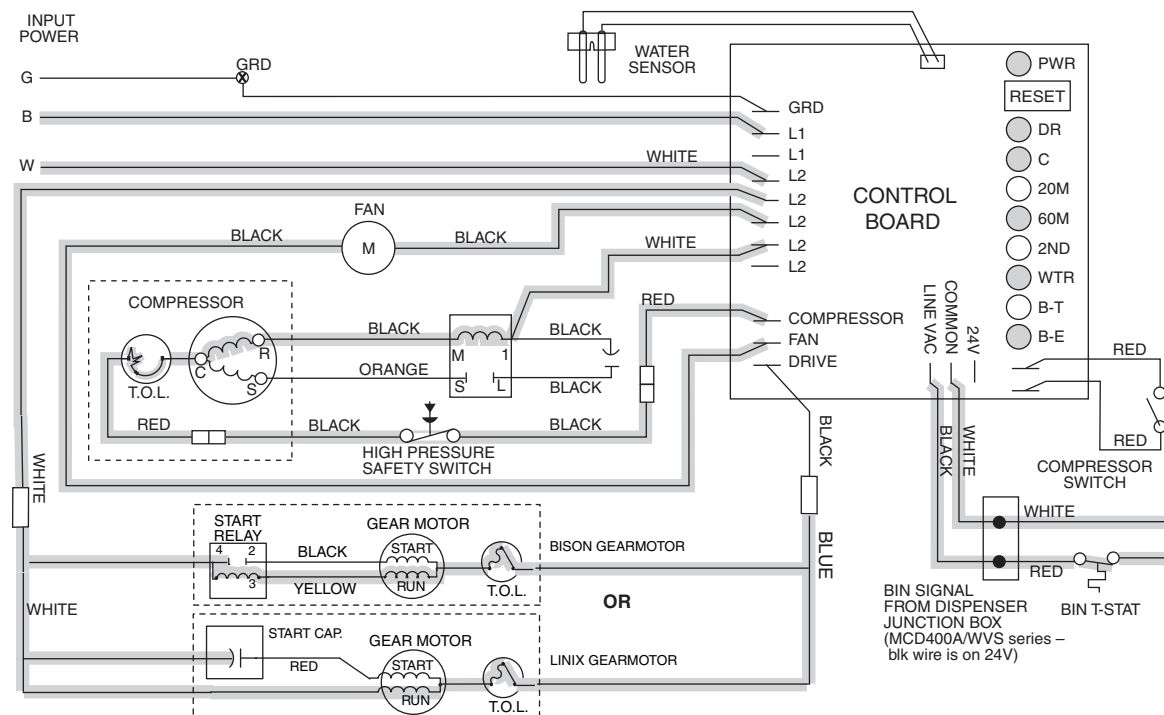 INPUT
POWER
G
GRD
B
W
WHITE
WATER
SENSOR
GRD
L1
L1
L2
L2
L2
L2
L2
COMPRESSOR
FAN
DRIVE
CONTROL
BOARD
PWR
RESET
DR
C
20M
60M
2ND
WTR
B-T
B-E
LINE VAC
COMMON
24V
FAN
BLACK
M
BLACK
WHITE
RED
COMPRESSOR
T.O.L.
C
R
S
BLACK
ORANGE
M
1
S
L
BLACK
BLACK
RED
BLACK
BLACK
HIGH PRESSURE
SAFETY SWITCH
RED
RED
COMPRESSOR
SWITCH
BLACK
WHITE
WHITE
RED
BIN T-STAT
BIN SIGNAL
FROM DISPENSER
JUNCTION BOX
(MCD400A/WVS series –
blk wire is on 24V)
BLACK
BLUE
WHITE
START
RELAY
4
2
3
BLACK
YELLOW
GEAR MOTOR
START
RUN
T.O.L.
BISON GEARMOTOR
OR
WHITE
START CAP.
RED
GEAR MOTOR
START
RUN
T.O.L.
LINIX GEARMOTOR